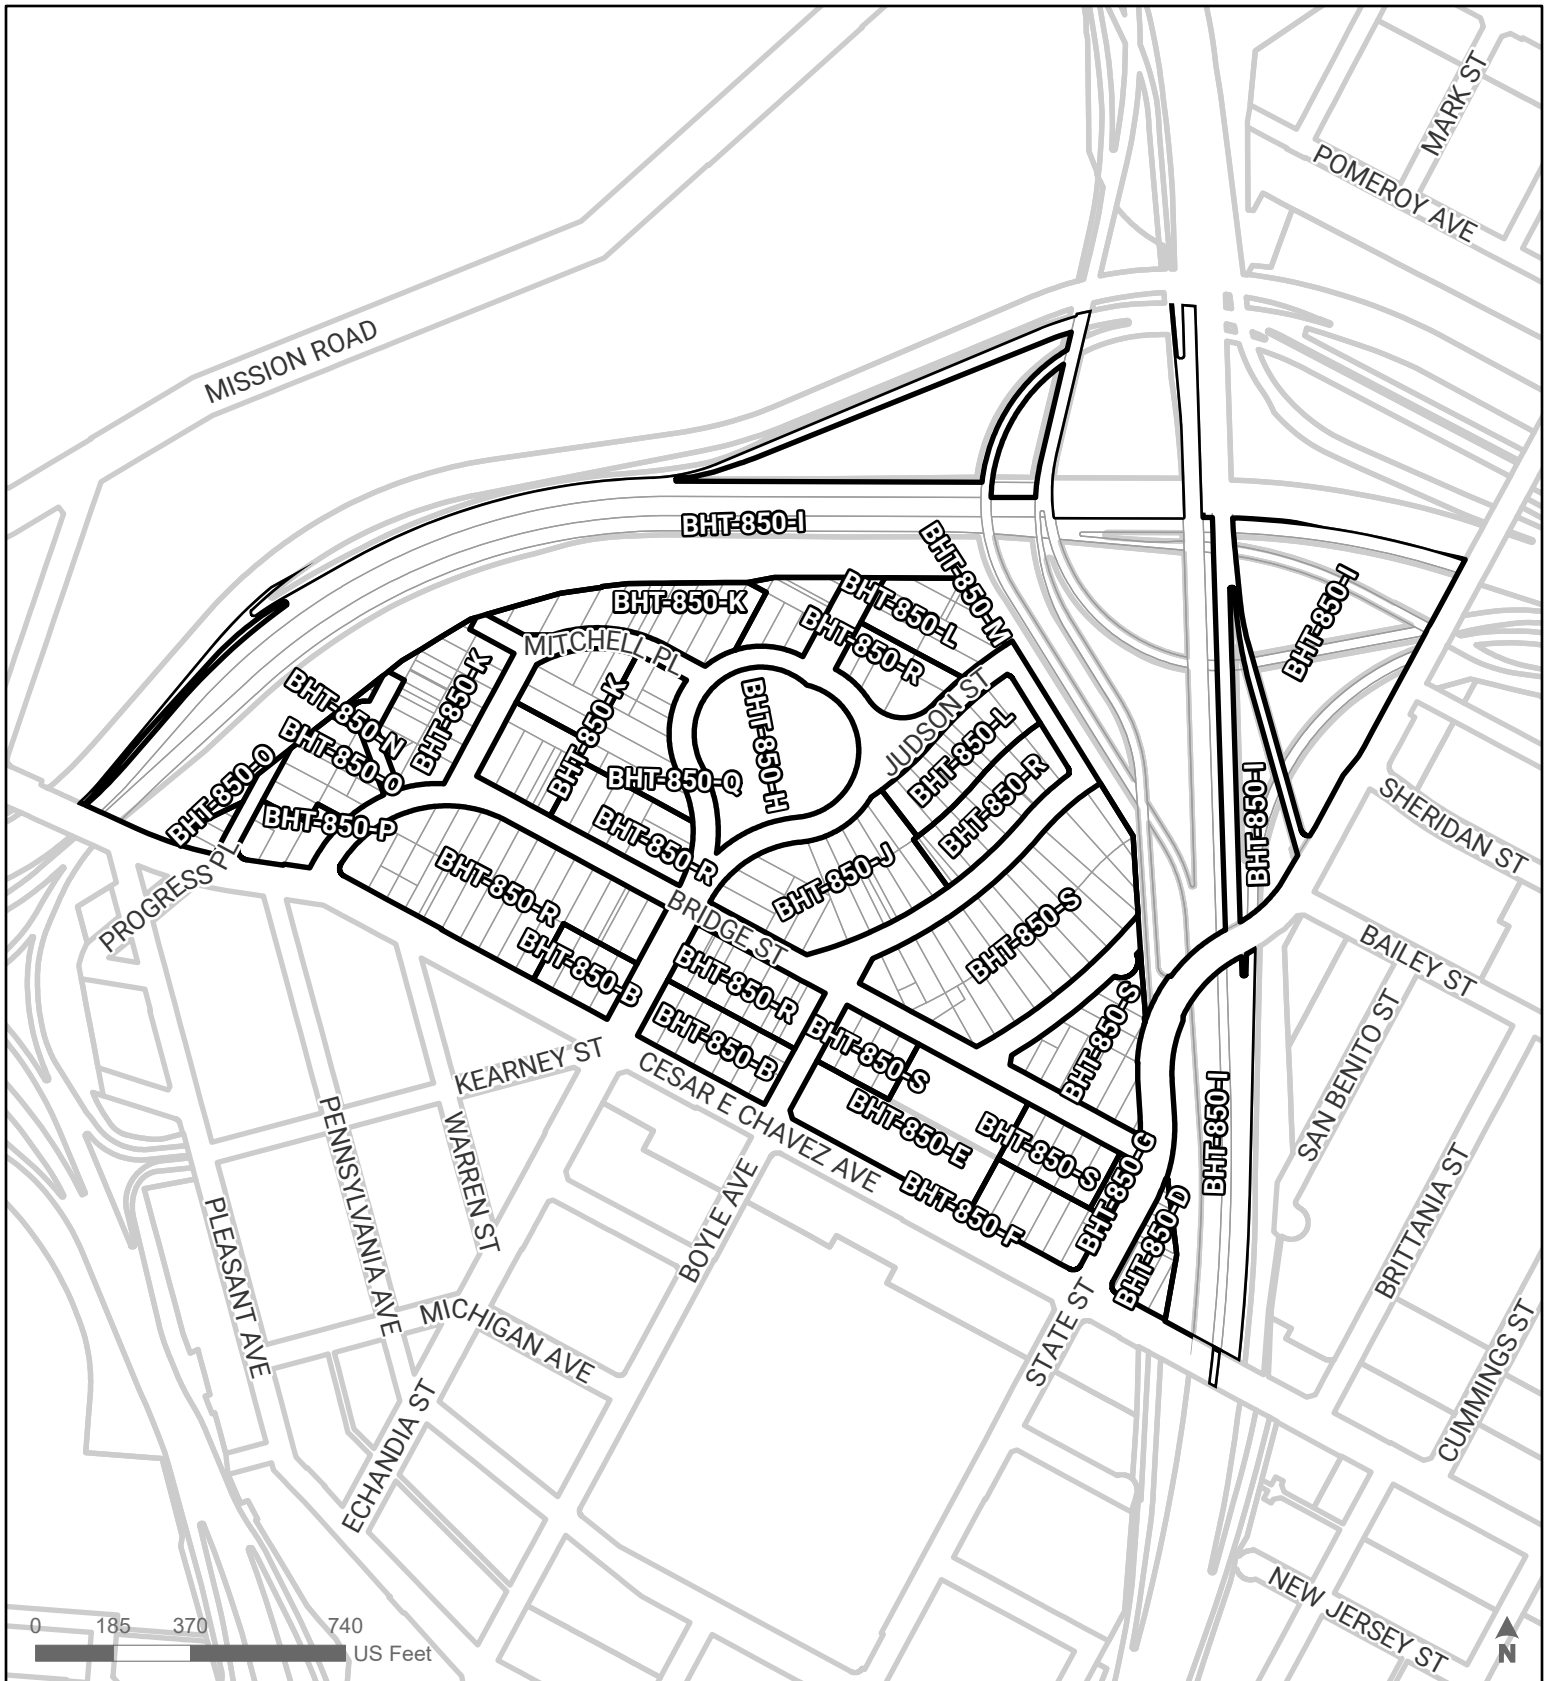 MARK ST
POMEROY AVE
MISSION ROAD
BHT-850-I
BHT-850-M
BHT-850-K
BHT-850-L
BHT-850-R
BHT-850-I
MITCHELL PL
BHT-850-K
BHT-850-K
BHT-850-H
JUDSON ST
BHT-850-N
BHT-850-O
BHT-850-O
BHT-850-L
BHT-850-Q
BHT-850-R
BHT-850-P
BHT-850-R
BHT-850-I
SHERIDAN ST
PROGRESS PL
BHT-850-R
BHT-850-J
BRIDGE ST
BHT-850-S
BAILEY ST
BHT-850-B
BHT-850-R
BHT-850-B
BHT-850-S
BHT-850-S
KEARNEY ST
CESAR E CHAVEZ AVE
BHT-850-E
BHT-850-S
BHT-850-I
SAN BENITO ST
PENNSYLVANIA AVE
WARREN ST
BHT-850-G
BHT-850-F
BHT-850-D
BOYLE AVE
BRITTANIA ST
PLEASANT AVE
MICHIGAN AVE
STATE ST
CUMMINGS ST
ECHANDIA ST
NEW JERSEY ST
0 185 370 740
US Feet
N